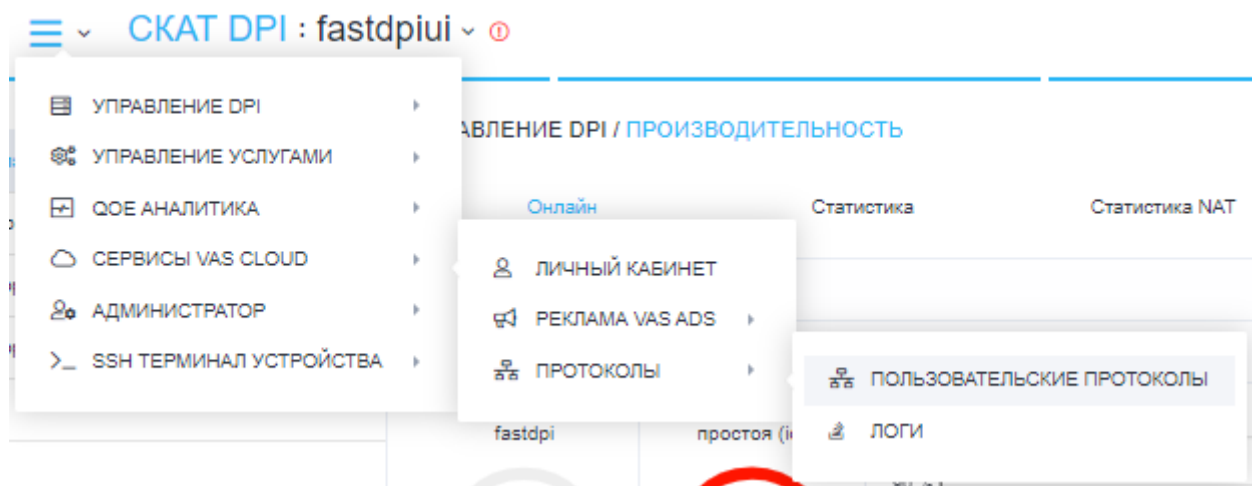 СКАТ DPI : fastdpiui
УПРАВЛЕНИЕ DPI
УПРАВЛЕНИЕ УСЛУГАМИ
QOE АНАЛИТИКА
СЕРВИСЫ VAS CLOUD
АДМИНИСТРАТОР
SSH ТЕРМИНАЛ УСТРОЙСТВА
АВЛЕНИЕ DPI / ПРОИЗВОДИТЕЛЬНОСТЬ
Онлайн Статистика Статистика NAT
ЛИЧНЫЙ КАБИНЕТ
РЕКЛАМА VAS ADS
ПРОТОКОЛЫ
ПОЛЬЗОВАТЕЛЬСКИЕ ПРОТОКОЛЫ
ЛОГИ
fastdpi простоя